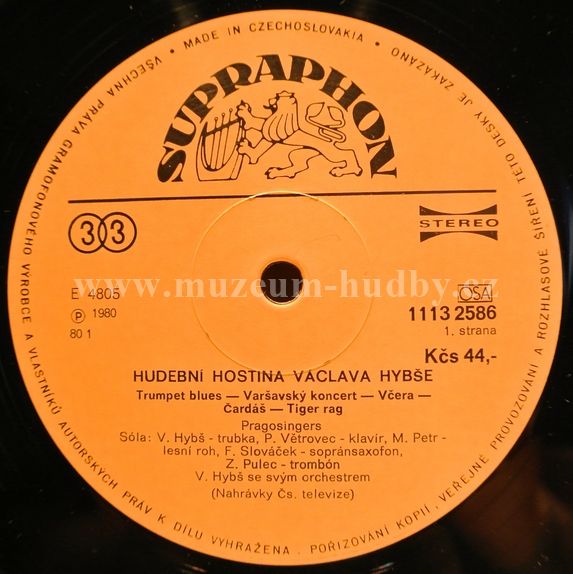 VŠECHNA PRÁVA GRAMOFONOVÉHO VÝROBCE A VLASTNÍKŮ AUTORSKÝCH PRÁV K DÍLU VYHRAŽENA. POŘIZOVÁNÍ KOPIÍ, VEŘEJNÉ PROVOZOVÁNÍ A ROZHLASOVÉ ŠÍŘENÍ TÉTO DESKY JE ZAKÁZÁNO • MADE IN CZECHOSLOVAKIA •
SUPRAPHON
33
STEREO
www.muzeum-hudby.cz
E 4805
OSA
℗ 1980
1113 2586
80 1
1. strana
Kčs 44,-
HUDEBNÍ HOSTINA VÁCLAVA HYBŠE
Trumpet blues — Varšavský koncert — Včera —
Čardáš — Tiger rag
Pragosingers
Sóla: V. Hybš - trubka, P. Větrovec - klavír, M. Petr -
lesní roh, F. Slováček - sopránsaxofon,
Z. Pulec - trombón
V. Hybš se svým orchestrem
(Nahrávky Čs. televize)